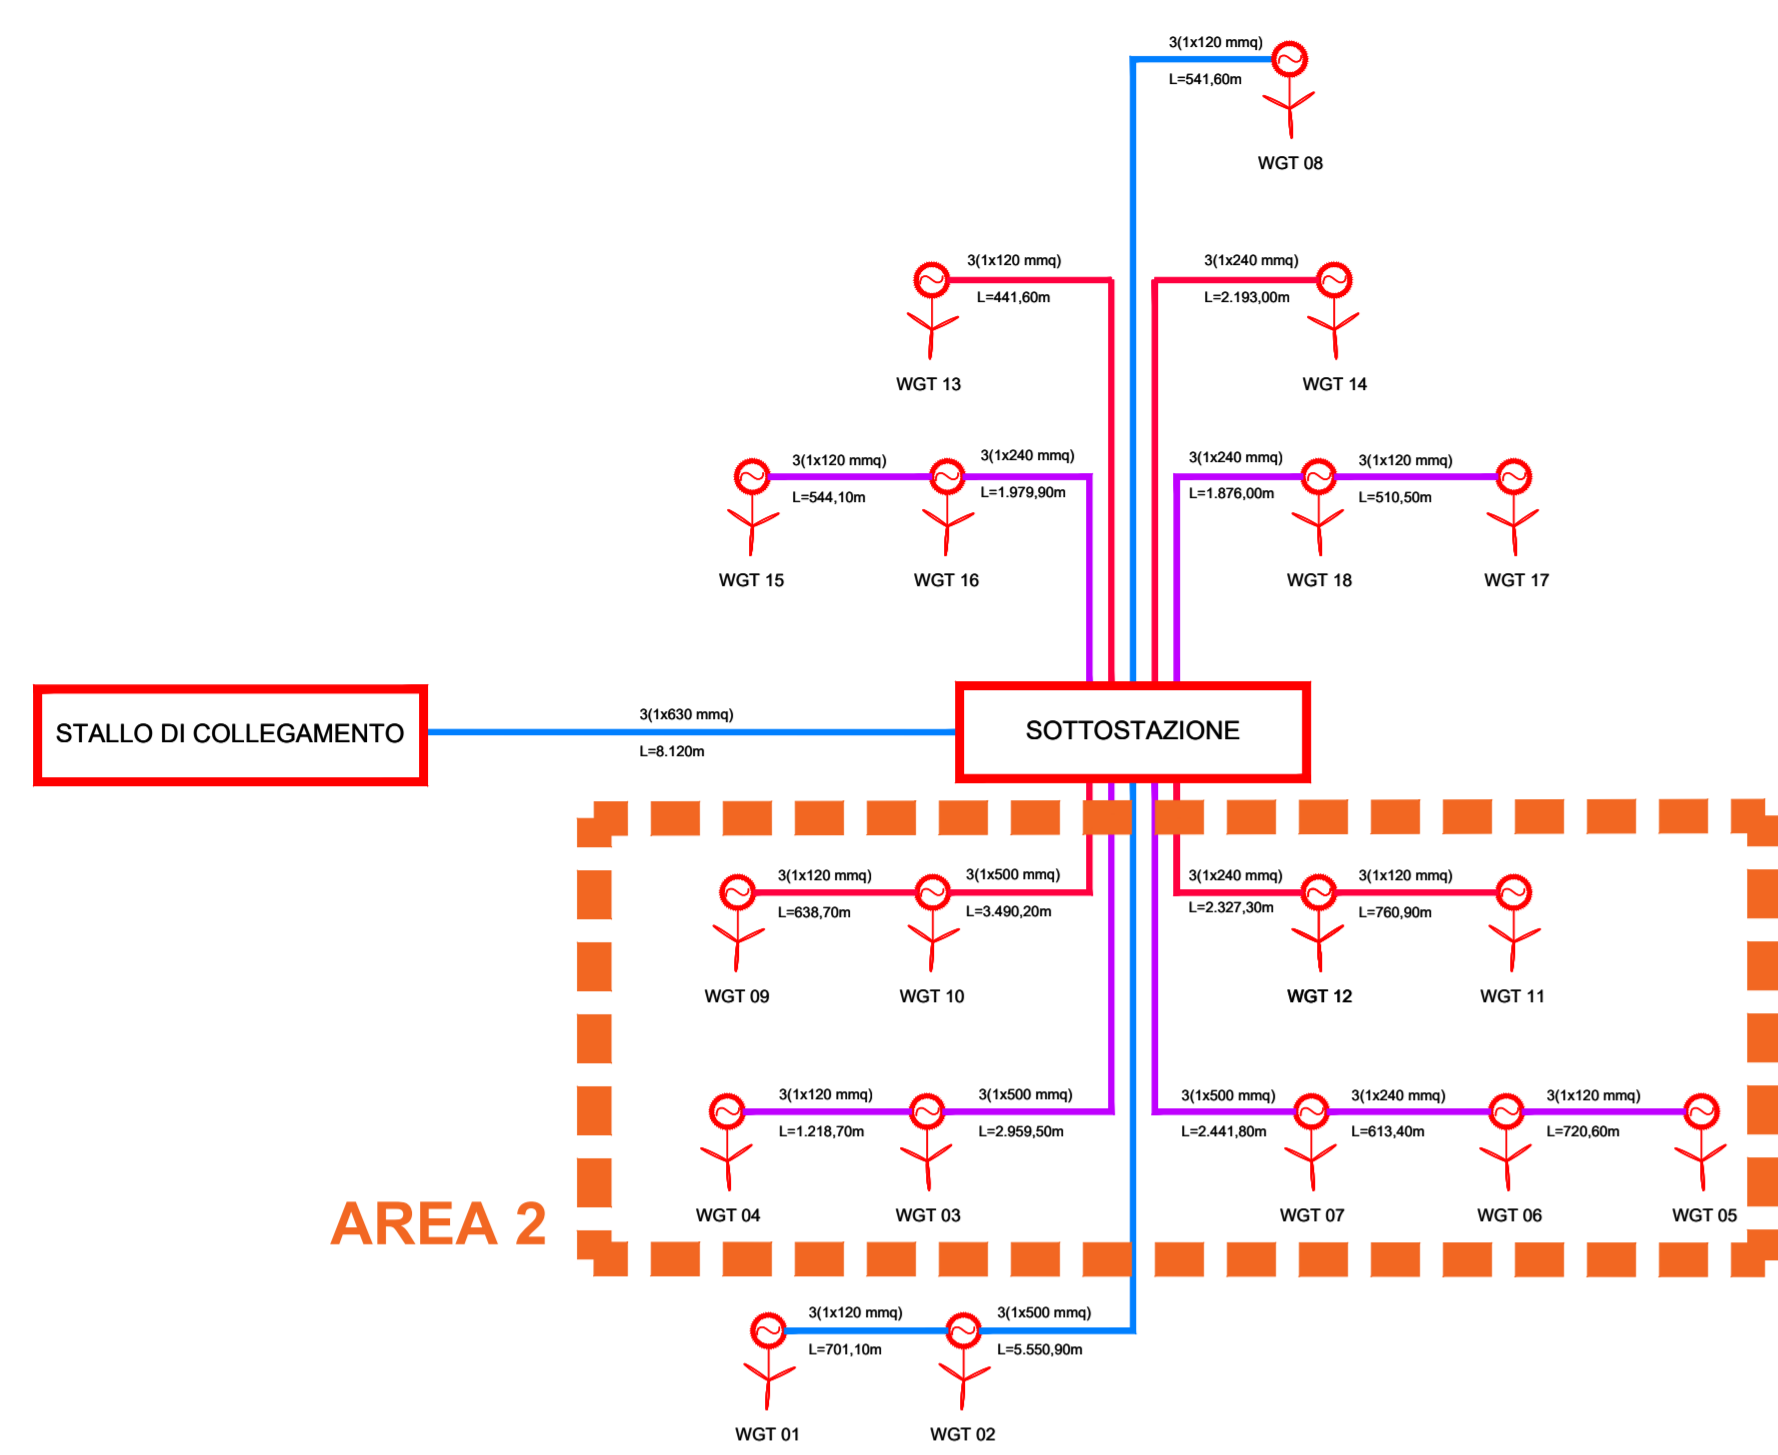 3(1x120 mmq)
L=541,60m
WGT 08
3(1x120 mmq)
L=441,60m
WGT 13
3(1x240 mmq)
L=2.193,00m
WGT 14
3(1x120 mmq)
L=544,10m
WGT 15
3(1x240 mmq)
L=1.979,90m
WGT 16
3(1x240 mmq)
L=1.876,00m
WGT 18
3(1x120 mmq)
L=510,50m
WGT 17
STALLO DI COLLEGAMENTO
3(1x630 mmq)
L=8.120m
SOTTOSTAZIONE
3(1x120 mmq)
L=638,70m
WGT 09
3(1x500 mmq)
L=3.490,20m
WGT 10
3(1x240 mmq)
L=2.327,30m
WGT 12
3(1x120 mmq)
L=760,90m
WGT 11
3(1x120 mmq)
L=1.218,70m
WGT 04
3(1x500 mmq)
L=2.959,50m
WGT 03
3(1x500 mmq)
L=2.441,80m
WGT 07
3(1x240 mmq)
L=613,40m
WGT 06
3(1x120 mmq)
L=720,60m
WGT 05
AREA 2
3(1x120 mmq)
L=701,10m
WGT 01
3(1x500 mmq)
L=5.550,90m
WGT 02